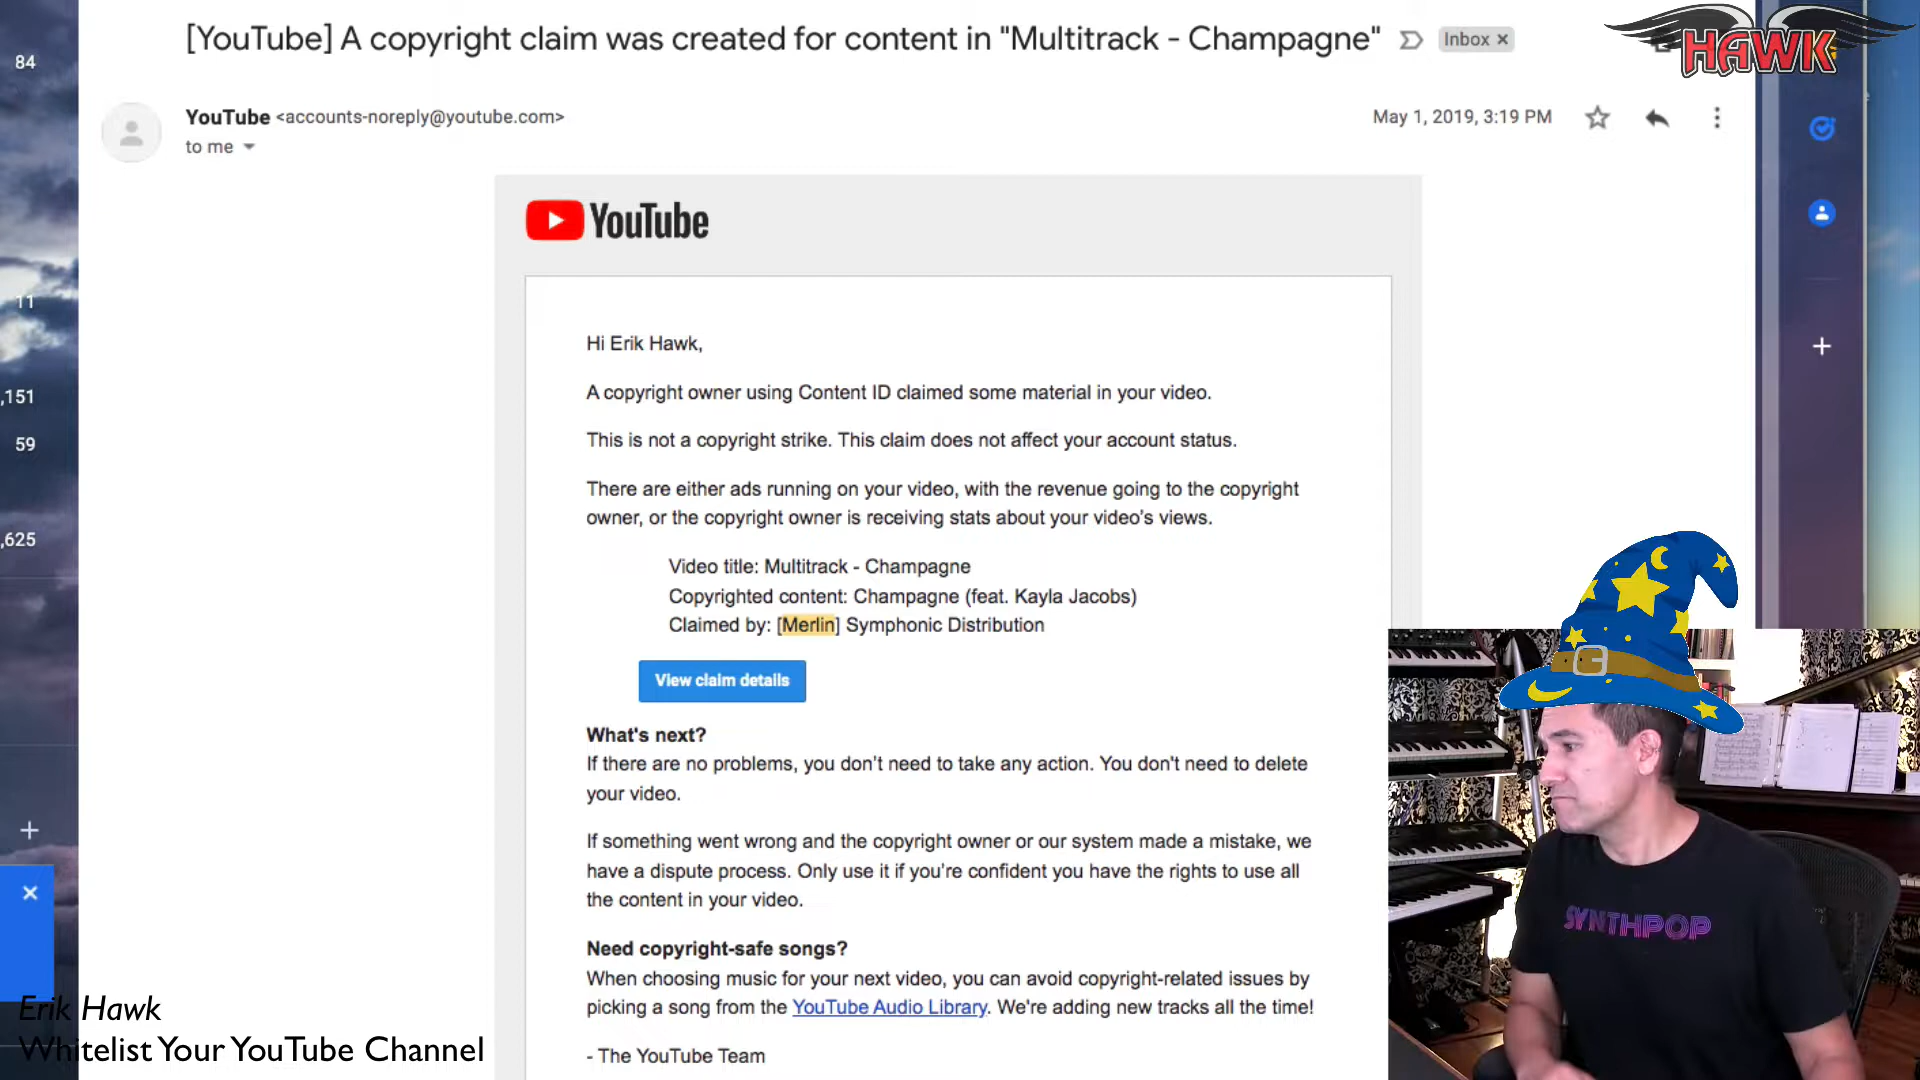 [YouTube] A copyright claim was created for content in "Multitrack - Champagne"
Inbox
HAWK
84
YouTube <accounts-noreply@youtube.com>
May 1, 2019, 3:19 PM
to me
YouTube
11
,151
59
,625
Hi Erik Hawk,
A copyright owner using Content ID claimed some material in your video.
This is not a copyright strike. This claim does not affect your account status.
There are either ads running on your video, with the revenue going to the copyright
owner, or the copyright owner is receiving stats about your video's views.
Video title: Multitrack - Champagne
Copyrighted content: Champagne (feat. Kayla Jacobs)
Claimed by: [Merlin] Symphonic Distribution
View claim details
What's next?
If there are no problems, you don't need to take any action. You don't need to delete
your video.
If something went wrong and the copyright owner or our system made a mistake, we
have a dispute process. Only use it if you're confident you have the rights to use all
the content in your video.
SYNTHPOP
Need copyright-safe songs?
When choosing music for your next video, you can avoid copyright-related issues by
picking a song from the YouTube Audio Library. We're adding new tracks all the time!
- The YouTube Team
Erik Hawk
Whitelist Your YouTube Channel